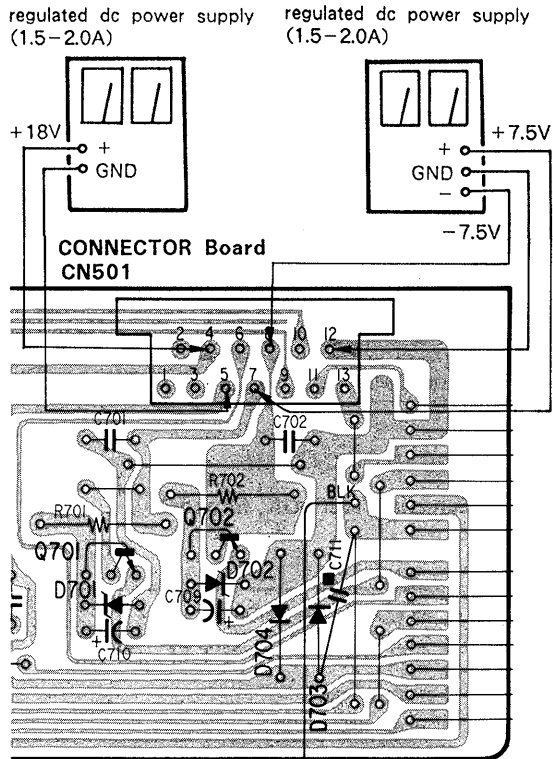 regulated dc power supply
(1.5−2.0A)
regulated dc power supply
(1.5−2.0A)
+18V
+
GND
+7.5V
+
GND
−
−7.5V
CONNECTOR Board
CN501
2 4 6 8 10 12
1 3 5 7 9 11 13
C701
C702
R702
BLK
R701
Q702
Q701
C711
D702
D701
C709
+
+
C710
D704
D703